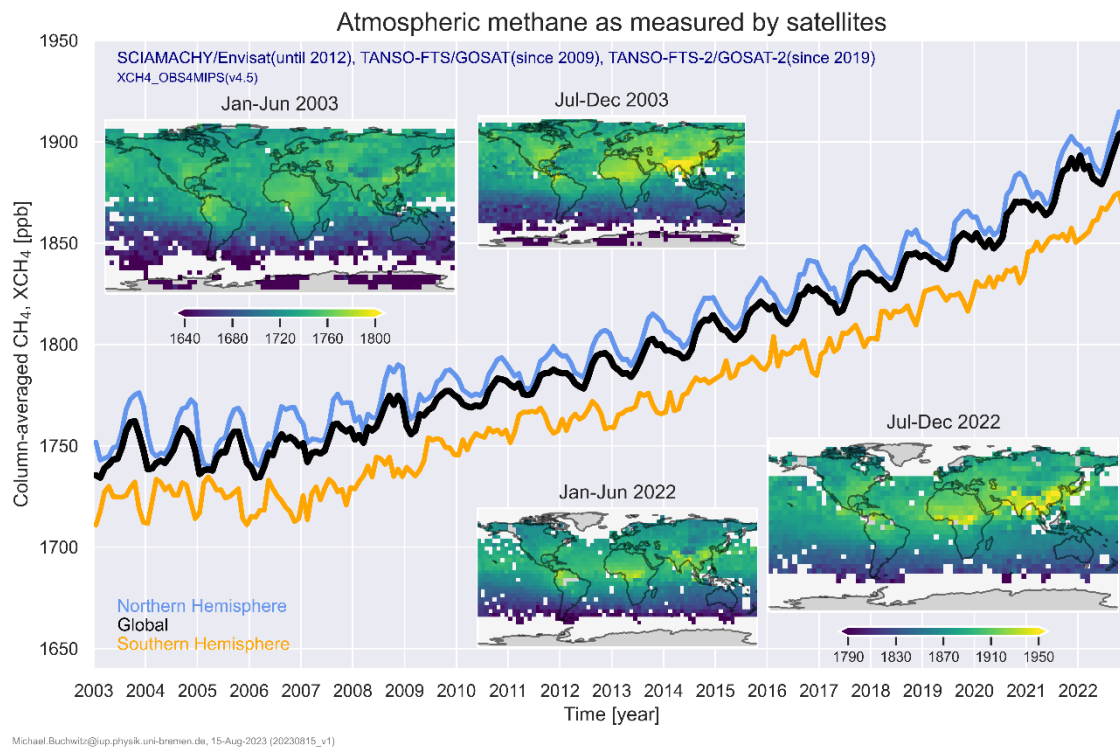 Atmospheric methane as measured by satellites
SCIAMACHY/Envisat(until 2012), TANSO-FTS/GOSAT(since 2009), TANSO-FTS-2/GOSAT-2(since 2019)
XCH4_OBS4MIPS(v4.5)
Jan-Jun 2003
Jul-Dec 2003
1640 1680 1720 1760 1800
Jul-Dec 2022
Jan-Jun 2022
1790 1830 1870 1910 1950
Northern Hemisphere
Global
Southern Hemisphere
Column-averaged CH4, XCH4 [ppb]
1950
1900
1850
1800
1750
1700
1650
2003 2004 2005 2006 2007 2008 2009 2010 2011 2012 2013 2014 2015 2016 2017 2018 2019 2020 2021 2022
Time [year]
Michael.Buchwitz@iup.physik.uni-bremen.de, 15-Aug-2023 (20230815_v1)